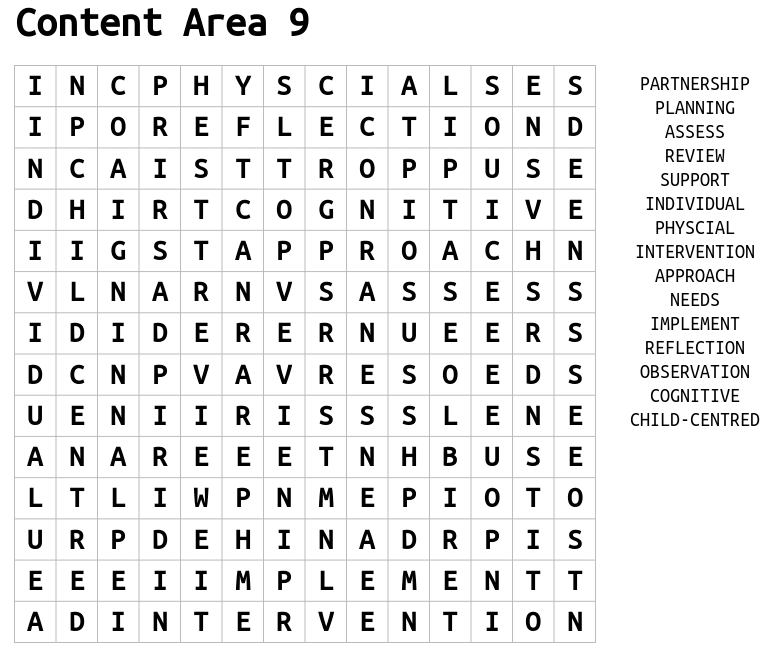 Content Area 9
I N C P H Y S C I A L S E S
I P O R E F L E C T I O N D
N C A I S T T R O P P U S E
D H I R T C O G N I T I V E
I I G S T A P P R O A C H N
V L N A R N V S A S S E S S
I D I D E R E R N U E E R S
D C N P V A V R E S O E D S
U E N I I R I S S S L E N E
A N A R E E E T N H B U S E
L T L I W P N M E P I O T O
U R P D E H I N A D R P I S
E E E I I M P L E M E N T T
A D I N T E R V E N T I O N
PARTNERSHIP
PLANNING
ASSESS
REVIEW
SUPPORT
INDIVIDUAL
PHYSCIAL
INTERVENTION
APPROACH
NEEDS
IMPLEMENT
REFLECTION
OBSERVATION
COGNITIVE
CHILD-CENTRED